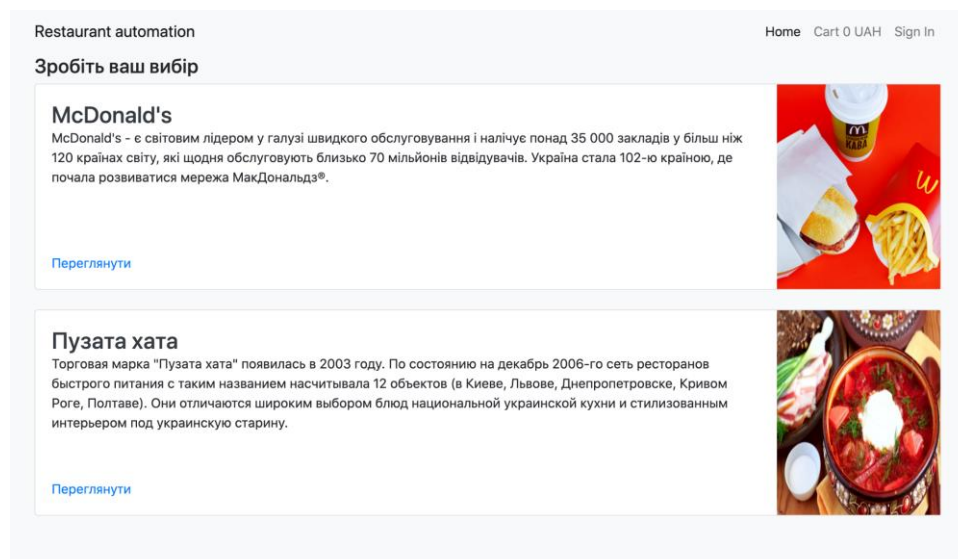 Restaurant automation
Home Cart 0 UAH Sign In
Зробіть ваш вибір
McDonald's
McDonald's - є світовим лідером у галузі швидкого обслуговування і налічує понад 35 000 закладів у більш ніж
120 країнах світу, які щодня обслуговують близько 70 мільйонів відвідувачів. Україна стала 102-ю країною, де
почала розвиватися мережа МакДональдз®.
КАВА
Переглянути
Пузата хата
Торговая марка "Пузата хата" появилась в 2003 году. По состоянию на декабрь 2006-го сеть ресторанов
быстрого питания с таким названием насчитывала 12 объектов (в Киеве, Львове, Днепропетровске, Кривом
Роге, Полтаве). Они отличаются широким выбором блюд национальной украинской кухни и стилизованным
интерьером под украинскую старину.
Переглянути